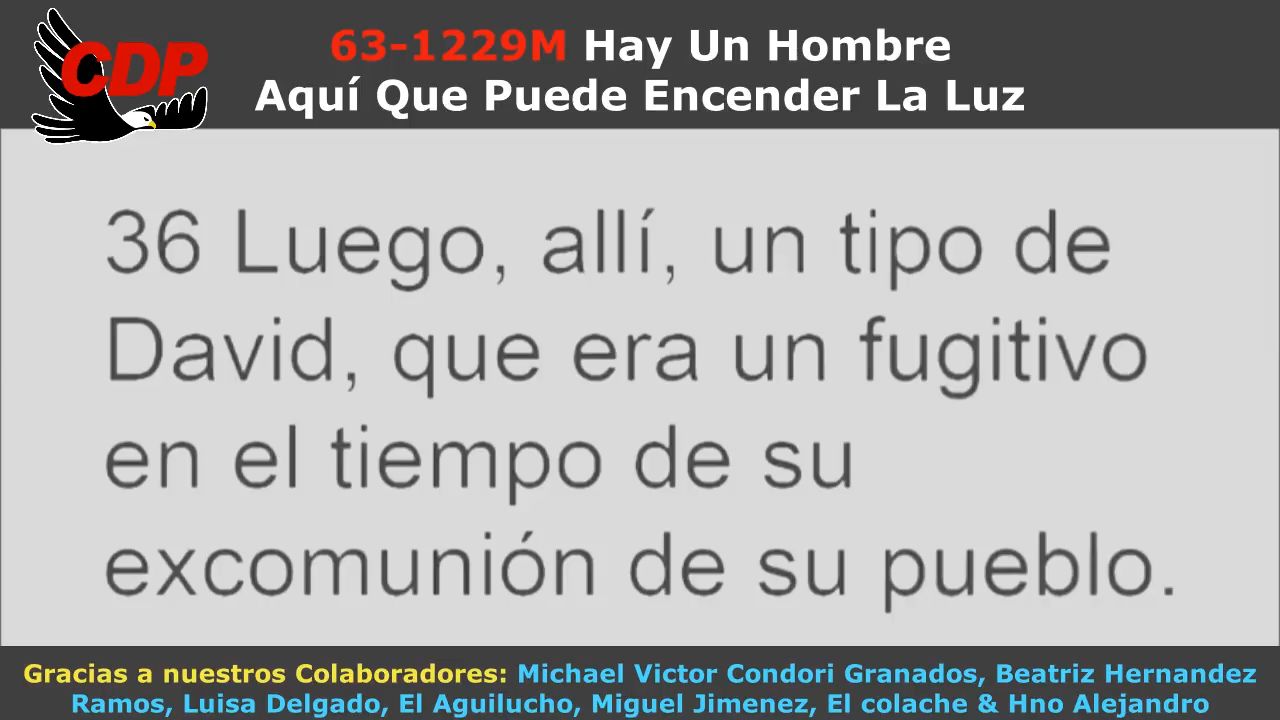 CDP
63-1229M Hay Un Hombre
Aquí Que Puede Encender La Luz
36 Luego, allí, un tipo de
David, que era un fugitivo
en el tiempo de su
excomunión de su pueblo.
Gracias a nuestros Colaboradores: Michael Victor Condori Granados, Beatriz Hernandez
Ramos, Luisa Delgado, El Aguilucho, Miguel Jimenez, El colache & Hno Alejandro